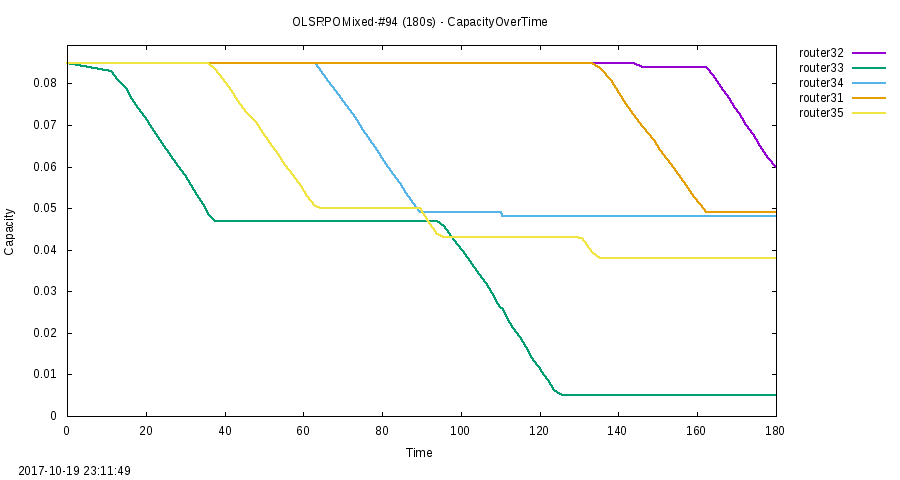 OLSRPOMixed-#94 (180s) - CapacityOverTime
router32
router33
router34
router31
router35
0.08
0.07
0.06
0.05
0.04
0.03
0.02
0.01
0
Capacity
0 20 40 60 80 100 120 140 160 180
Time
2017-10-19 23:11:49